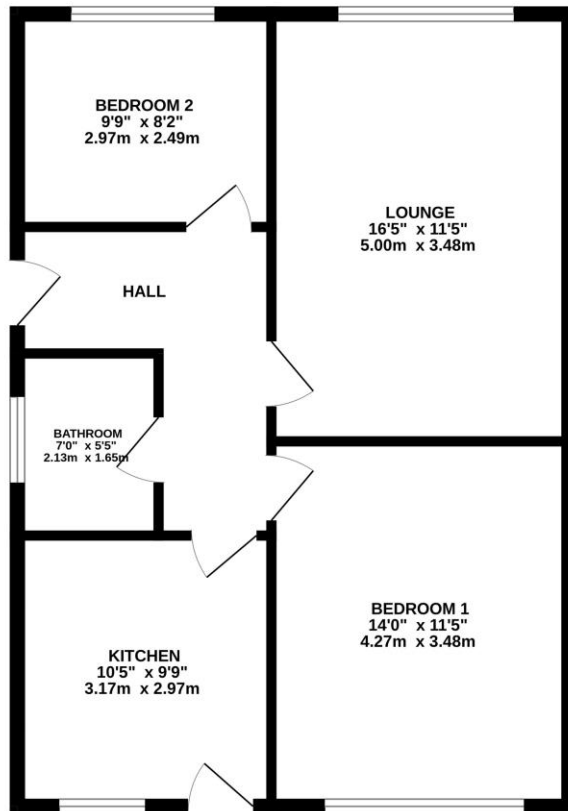 BEDROOM 2
9'9" x 8'2"
2.97m x 2.49m
LOUNGE
16'5" x 11'5"
5.00m x 3.48m
HALL
BATHROOM
7'0" x 5'5"
2.13m x 1.65m
BEDROOM 1
14'0" x 11'5"
4.27m x 3.48m
KITCHEN
10'5" x 9'9"
3.17m x 2.97m